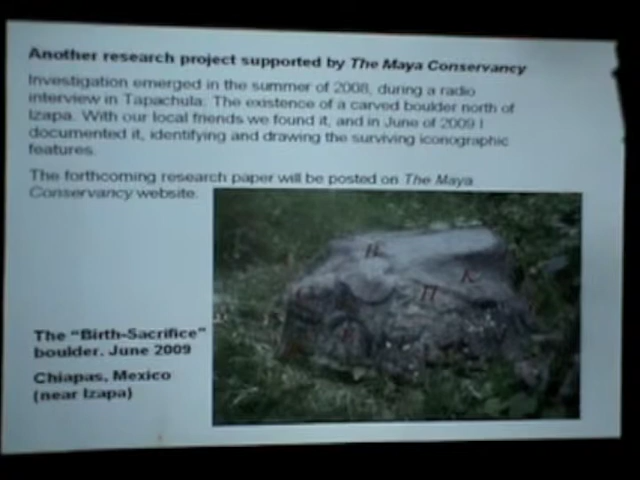 Another research project supported by The Maya Conservancy
Investigation emerged in the summer of 2008, during a radio
interview in Tapachula. The existence of a carved boulder north of
Izapa. With our local friends we found it, and in June of 2009 I
documented it, identifying and drawing the surviving iconographic
features.
The forthcoming research paper will be posted on The Maya
Conservancy website.
The "Birth-Sacrifice"
boulder. June 2009
Chiapas, Mexico
(near Izapa)